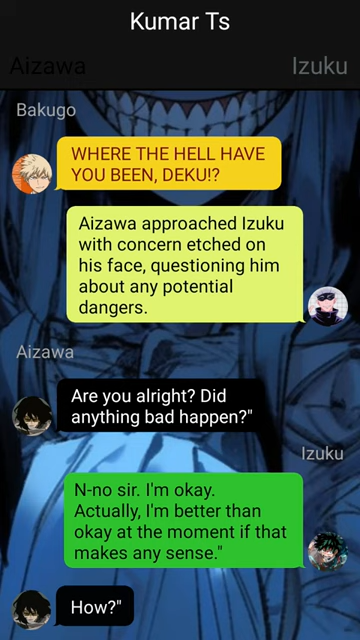 Kumar Ts
Aizawa
Izuku
Bakugo
WHERE THE HELL HAVE
YOU BEEN, DEKU!?
Aizawa approached Izuku
with concern etched on
his face, questioning him
about any potential
dangers.
Aizawa
Are you alright? Did
anything bad happen?"
Izuku
N-no sir. I'm okay.
Actually, I'm better than
okay at the moment if that
makes any sense."
How?"